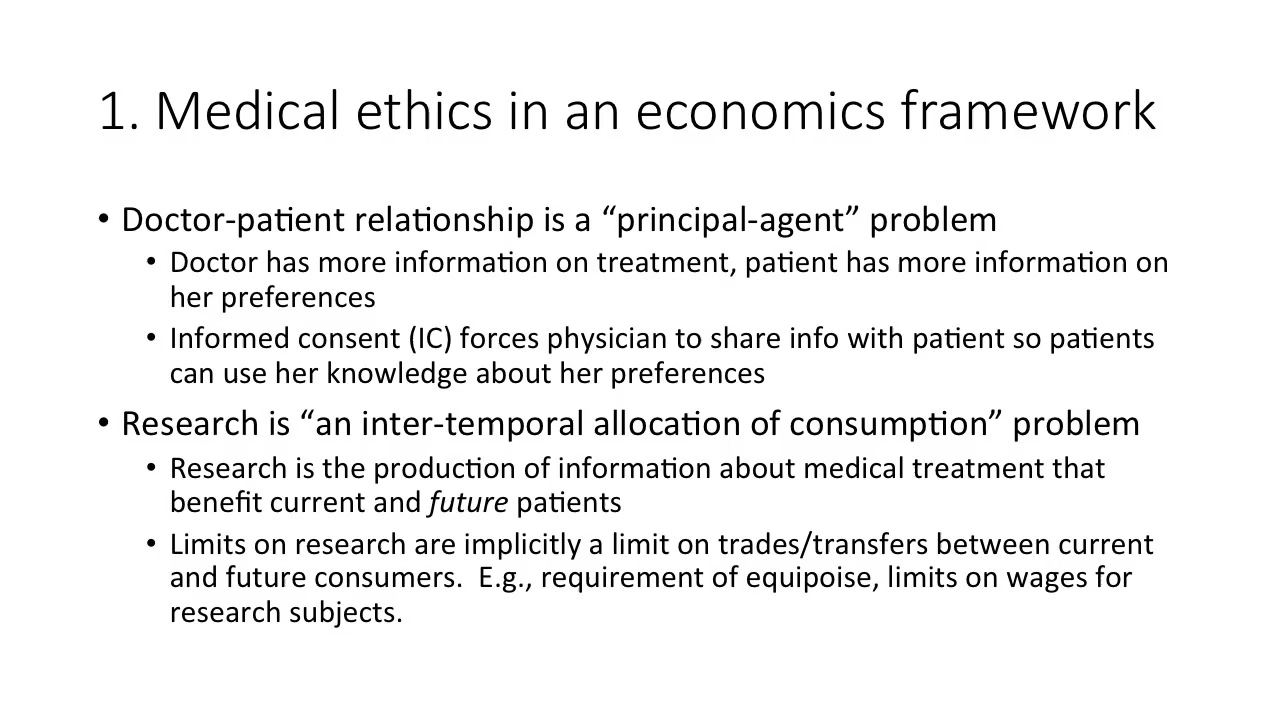 1. Medical ethics in an economics framework
• Doctor-patient relationship is a “principal-agent” problem
• Doctor has more information on treatment, patient has more information on
her preferences
• Informed consent (IC) forces physician to share info with patient so patients
can use her knowledge about her preferences
• Research is “an inter-temporal allocation of consumption” problem
• Research is the production of information about medical treatment that
benefit current and future patients
• Limits on research are implicitly a limit on trades/transfers between current
and future consumers.  E.g., requirement of equipoise, limits on wages for
research subjects.